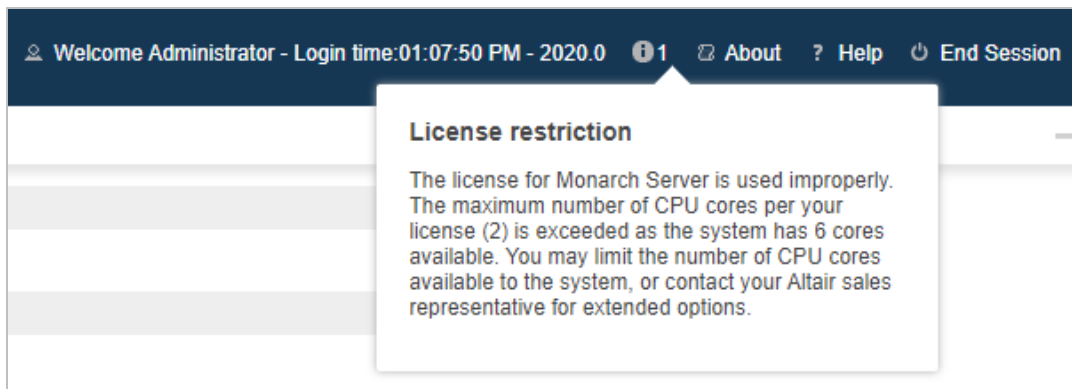 Welcome Administrator - Login time:01:07:50 PM - 2020.0 1 About ? Help End Session
License restriction
The license for Monarch Server is used improperly.
The maximum number of CPU cores per your
license (2) is exceeded as the system has 6 cores
available. You may limit the number of CPU cores
available to the system, or contact your Altair sales
representative for extended options.